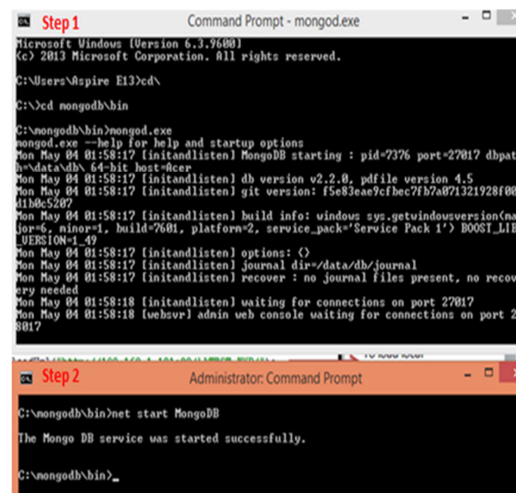 Step 1
Command Prompt - mongod.exe
Microsoft Windows [Version 6.3.9600]
(c) 2013 Microsoft Corporation. All rights reserved.
C:\Users\Aspire E13>cd\
C:\>cd mongodb\bin
C:\mongodb\bin>mongod.exe
mongod.exe --help for help and startup options
Mon May 04 01:58:17 [initandlisten] MongoDB starting : pid=7376 port=27017 dbpat
h=\data\db\ 64-bit host=Acer
Mon May 04 01:58:17 [initandlisten] db version v2.2.0, pdfile version 4.5
Mon May 04 01:58:17 [initandlisten] git version: f5e83eae9cfbec7fb7a071321928f00
d1b0c5207
Mon May 04 01:58:17 [initandlisten] build info: windows sys.getwindowsversion(ma
jor=6, minor=1, build=7601, platform=2, service_pack='Service Pack 1') BOOST_LIB
_VERSION=1_49
Mon May 04 01:58:17 [initandlisten] options: {}
Mon May 04 01:58:17 [initandlisten] journal dir=/data/db/journal
Mon May 04 01:58:17 [initandlisten] recover : no journal files present, no recov
ery needed
Mon May 04 01:58:18 [initandlisten] waiting for connections on port 27017
Mon May 04 01:58:18 [websvr] admin web console waiting for connections on port 2
8017
Step 2
Administrator: Command Prompt
C:\mongodb\bin>net start MongoDB
The Mongo DB service was started successfully.
C:\mongodb\bin>_